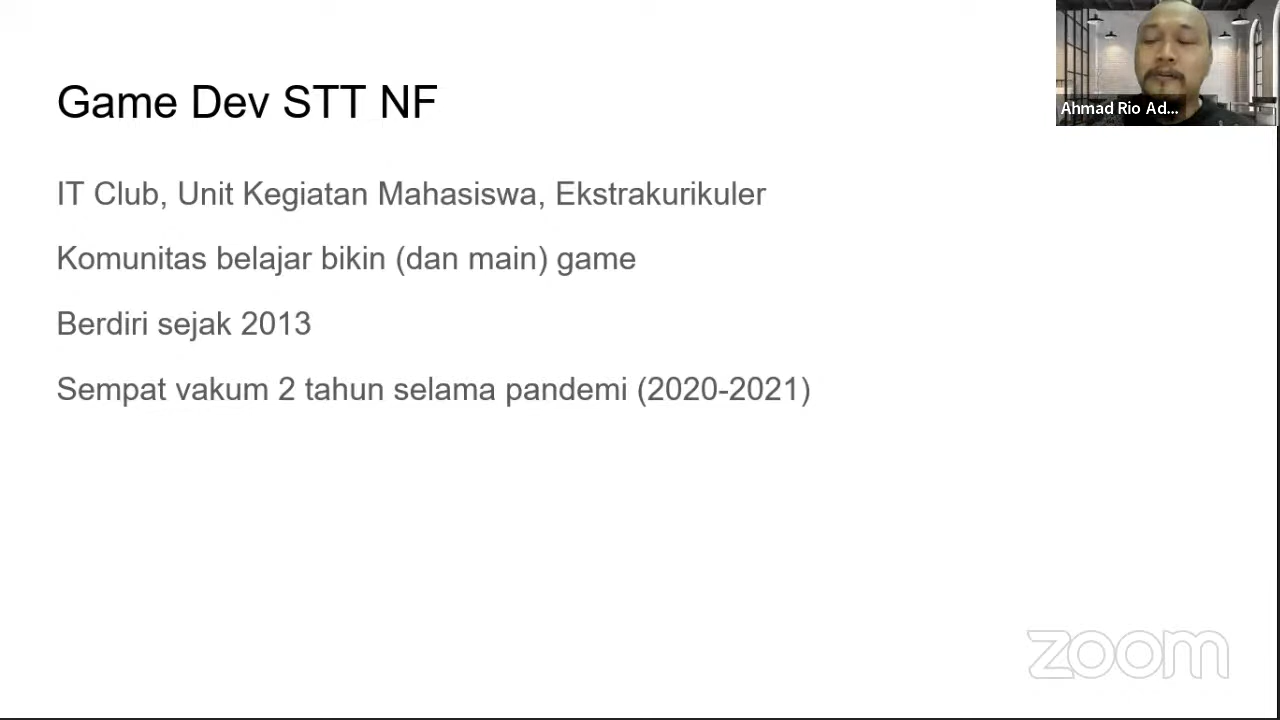 Game Dev STT NF
Ahmad Rio Ad...
IT Club, Unit Kegiatan Mahasiswa, Ekstrakurikuler
Komunitas belajar bikin (dan main) game
Berdiri sejak 2013
Sempat vakum 2 tahun selama pandemi (2020-2021)
zoom